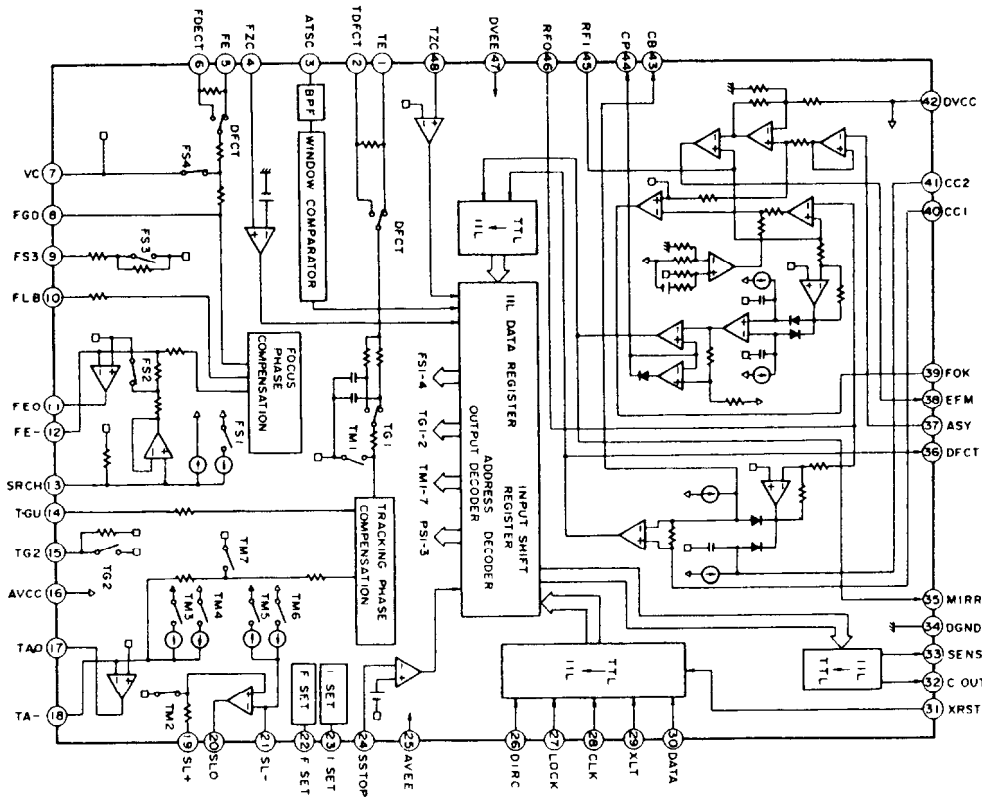 FDECT 6
FE 5
FZC 4
ATSC 3
TDFCT 2
TE 1
TZC 48
DVEE 47
RFO 46
RFI 45
CP 44
CB 43
VC 7
FGD 8
FS3 9
FLB 10
FEO 11
FE- 12
SRCH 13
TGU 14
TG2 15
AVCC 16
TAO 17
TA- 18
19 SL+
20 SLO
21 SL-
22 F SET
23 I SET
24 SSTOP
25 AVEE
26 DIRC
27 LOCK
28 CLK
29 XLT
30 DATA
42 DVCC
41 CC2
40 CC1
39 FOK
38 EFM
37 ASY
36 DFCT
35 MIRR
34 DGND
33 SENS
32 C OUT
31 XRST
DFCT
FS4
BPF
WINDOW COMPARATOR
DFCT
FS3
FS2
FS1
FOCUS
PHASE
COMPENSATION
TM1
TG1
TRACKING PHASE
COMPENSATION
TG2
TM7
TM3
TM4
TM5
TM6
TM2
F SET
I SET
TTL
IIL
IIL DATA REGISTER
INPUT SHIFT
REGISTER
ADDRESS DECODER
OUTPUT DECODER
FS1-4
TG1-2
TM1-7
PS1-3
TTL
IIL
IIL
TTL